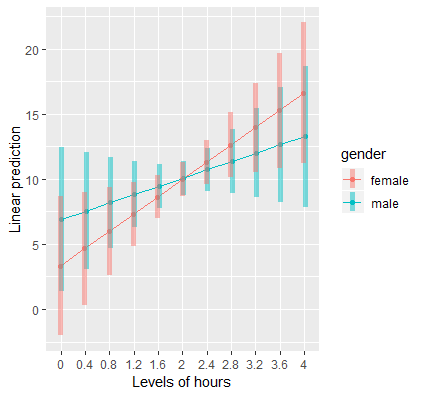 20
15
10
5
0
Linear prediction
0 0.4 0.8 1.2 1.6 2 2.4 2.8 3.2 3.6 4
Levels of hours
gender
female
male